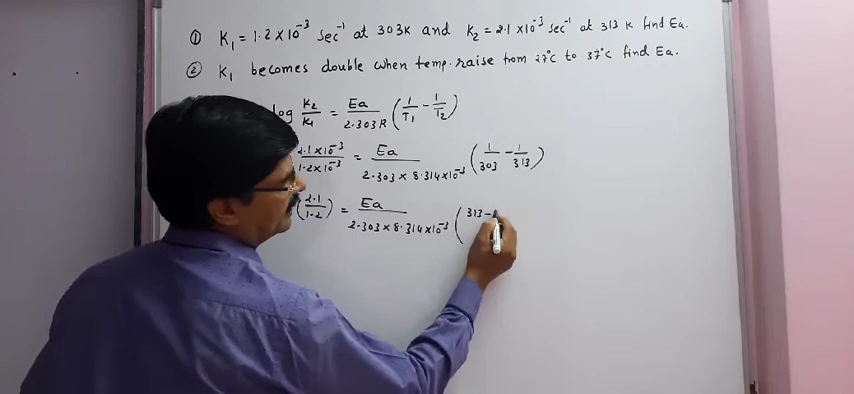 ① K₁ = 1.2 × 10⁻³ sec⁻¹ at 303K and K₂ = 2.1 × 10⁻³ sec⁻¹ at 313 K find Ea.
② K₁ becomes double when temp. raise from 27°C to 37°C find Ea.
log K₂/K₁ = Ea/2.303R (1/T₁ − 1/T₂)
2.1×10⁻³/1.2×10⁻³ = Ea/2.303 × 8.314×10⁻³ (1/303 − 1/313)
(2.1/1.2) = Ea/2.303 × 8.314×10⁻³ (313−